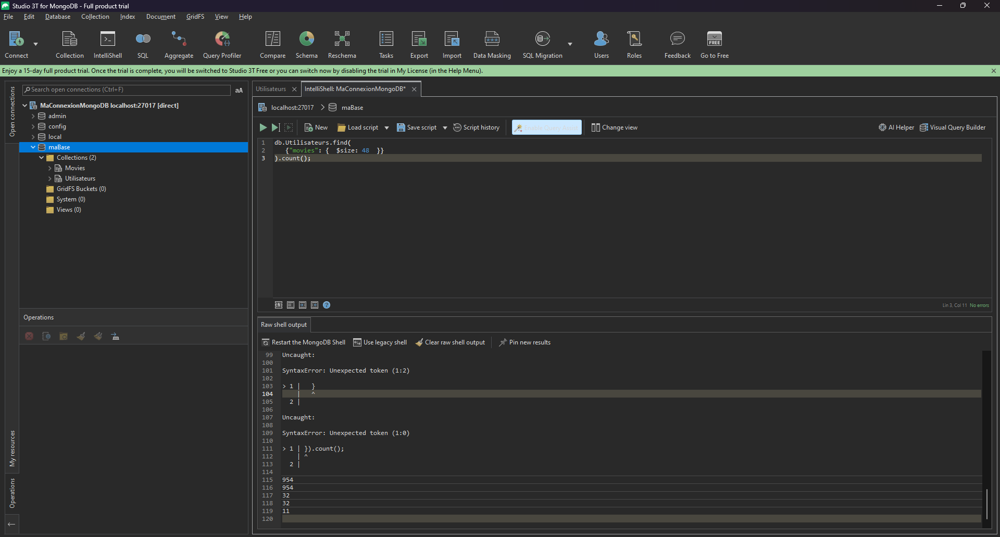 Studio 3T for MongoDB - Full product trial
File Edit Database Collection Index Document GridFS View Help
Connect Collection IntelliShell SQL Aggregate Query Profiler Compare Schema Reschema Tasks Export Import Data Masking SQL Migration Users Roles Feedback FREE Go to Free
Enjoy a 15-day full product trial. Once the trial is complete, you will be switched to Studio 3T Free or you can switch now by disabling the trial in My License (in the Help Menu).
Open connections
My resources
Operations
Search open connections (Ctrl+F) aA
MaConnexionMongoDB localhost:27017 [direct]
admin
config
local
maBase
Collections (2)
Movies
Utilisateurs
GridFS Buckets (0)
System (0)
Views (0)
Operations
Utilisateurs IntelliShell: MaConnexionMongoDB*
localhost:27017 > maBase
New Load script Save script Script history Enable Query Assist Change view AI Helper Visual Query Builder
1 db.Utilisateurs.find(
2 {"movies": { $size: 48 }}
3 ).count();
Lin 3, Col 11 No errors
Raw shell output
Restart the MongoDB Shell Use legacy shell Clear raw shell output Pin new results
99 Uncaught:
100
101 SyntaxError: Unexpected token (1:2)
102
103 > 1 | }
104 | ^
105 2 |
106
107 Uncaught:
108
109 SyntaxError: Unexpected token (1:0)
110
111 > 1 | }).count();
112 | ^
113 2 |
114
115 954
116 954
117 32
118 32
119 11
120